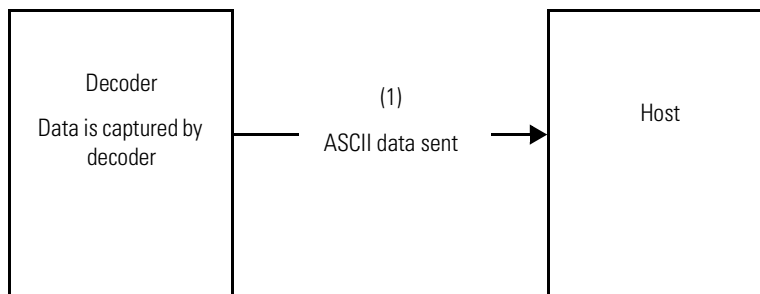 Decoder
Data is captured by
decoder
(1)
ASCII data sent
Host